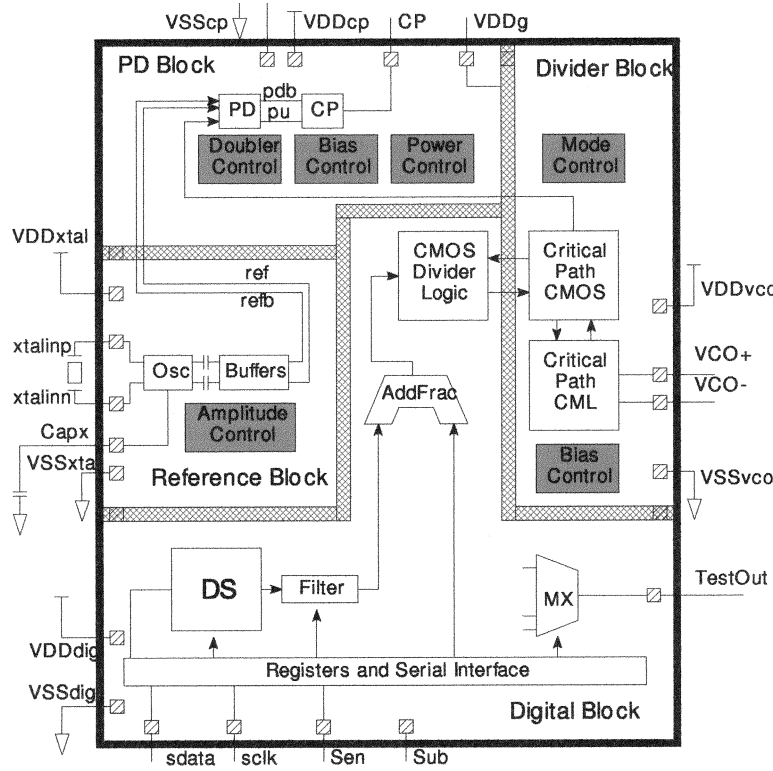 VSScp
VDDcp
CP
VDDg
PD Block
Divider Block
pdb
PD
CP
pu
Doubler
Control
Bias
Control
Power
Control
Mode
Control
VDDxtal
ref
refb
CMOS
Divider
Logic
Critical
Path
CMOS
VDDvco
xtalinp
Osc
Buffers
xtalinn
AddFrac
Critical
Path
CML
VCO+
VCO-
Amplitude
Control
Capx
VSSxta
Reference Block
Bias
Control
VSSvco
DS
Filter
MX
TestOut
VDDdig
Registers and Serial Interface
VSSdig
Digital Block
sdata
sclk
Sen
Sub